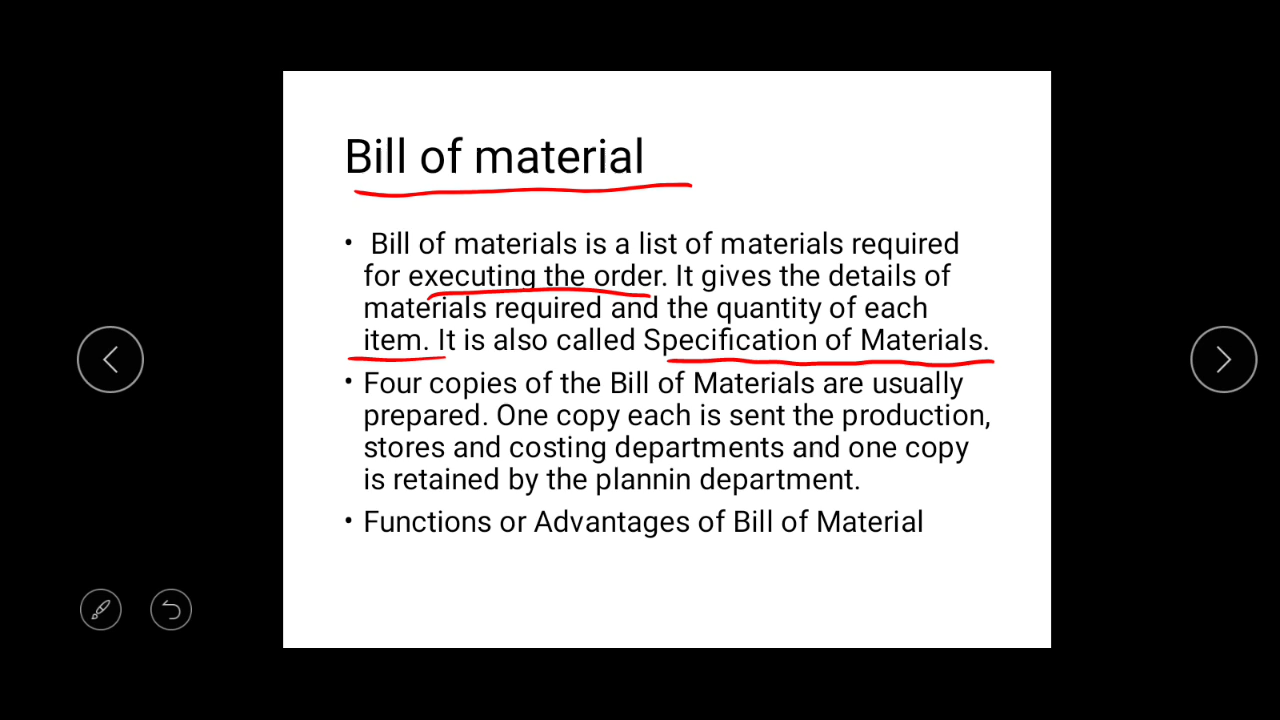 Bill of material
• Bill of materials is a list of materials required
for executing the order. It gives the details of
materials required and the quantity of each
item. It is also called Specification of Materials.
• Four copies of the Bill of Materials are usually
prepared. One copy each is sent the production,
stores and costing departments and one copy
is retained by the plannin department.
• Functions or Advantages of Bill of Material